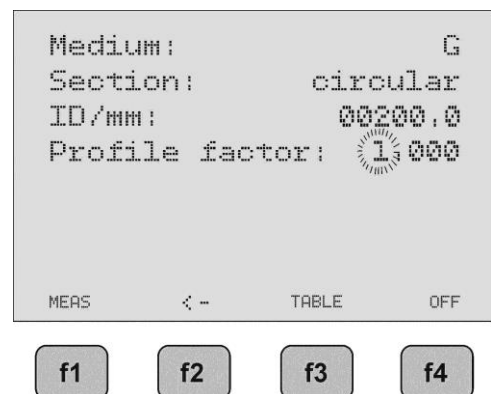 Medium: G
Section: circular
ID/mm: 00200.0
Profile factor: 1.000
MEAS <- TABLE OFF
f1 f2 f3 f4